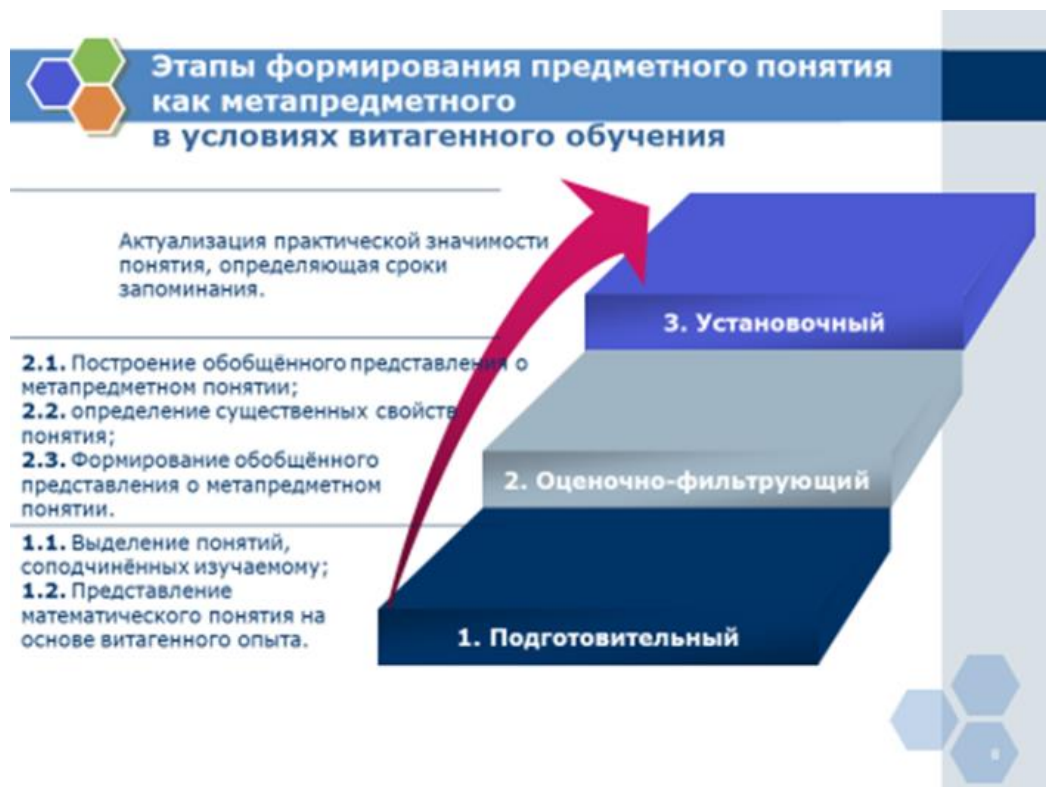 Этапы формирования предметного понятия
как метапредметного
в условиях витагенного обучения
Актуализация практической значимости
понятия, определяющая сроки
запоминания.
3. Установочный
2.1. Построение обобщённого представления о
метапредметном понятии;
2.2. определение существенных свойств
понятия;
2.3. Формирование обобщённого
представления о метапредметном
понятии.
2. Оценочно-фильтрующий
1.1. Выделение понятий,
соподчинённых изучаемому;
1.2. Представление
математического понятия на
основе витагенного опыта.
1. Подготовительный